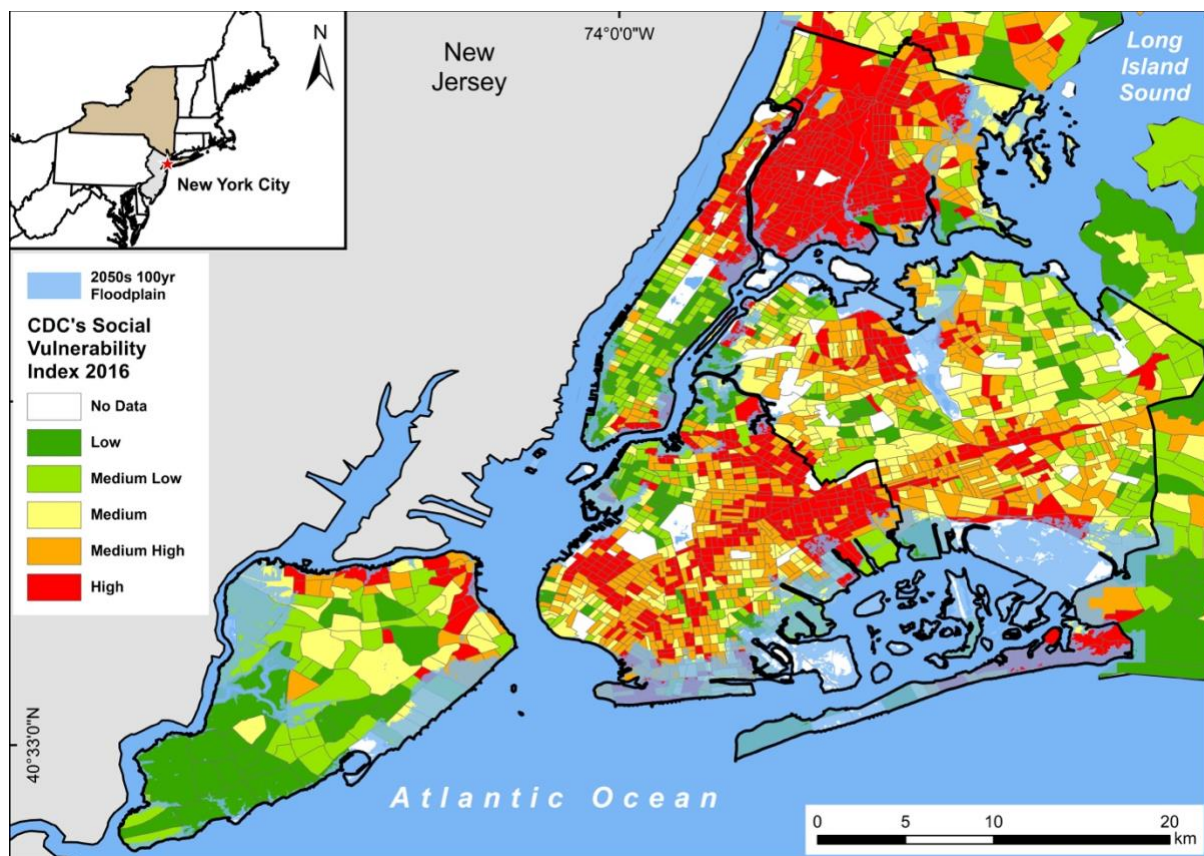 N
New York City
New
Jersey
74°0'0"W
Long
Island
Sound
2050s 100yr
Floodplain
CDC's Social
Vulnerability
Index 2016
No Data
Low
Medium Low
Medium
Medium High
High
40°33'0"N
Atlantic Ocean
0 5 10 20
km